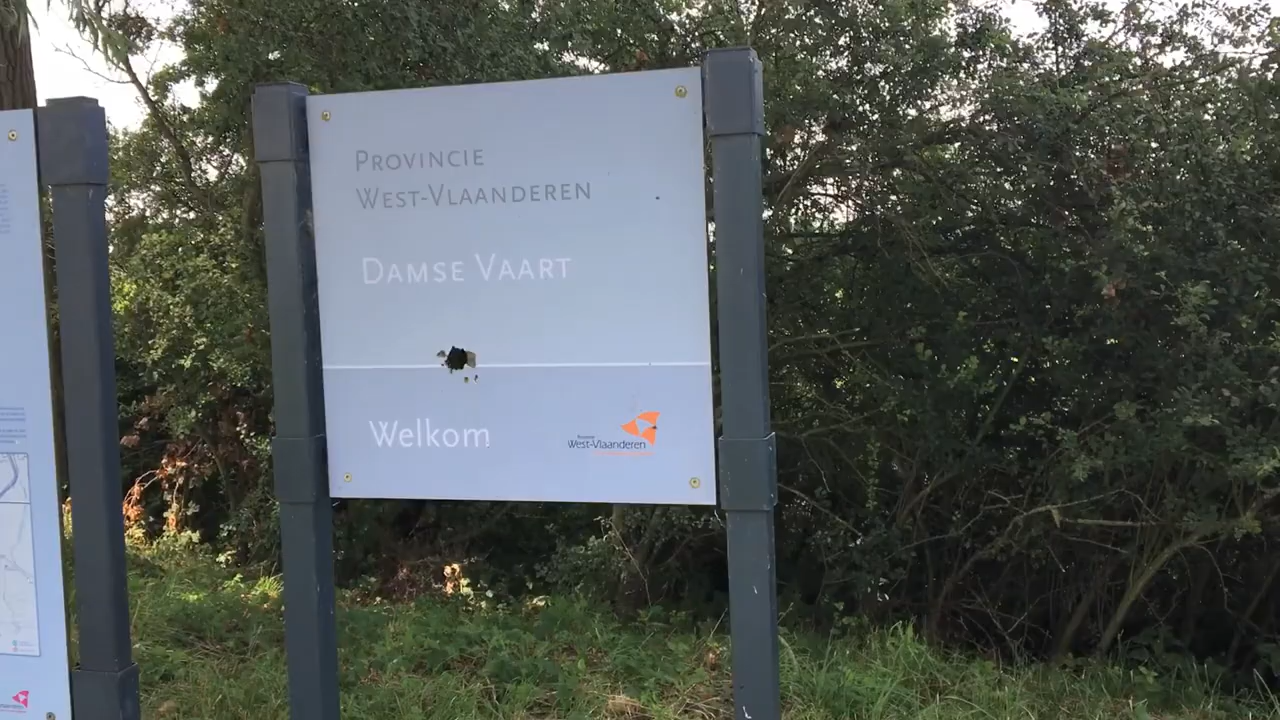 PROVINCIE
WEST-VLAANDEREN
DAMSE VAART
Welkom
Provincie
West-Vlaanderen